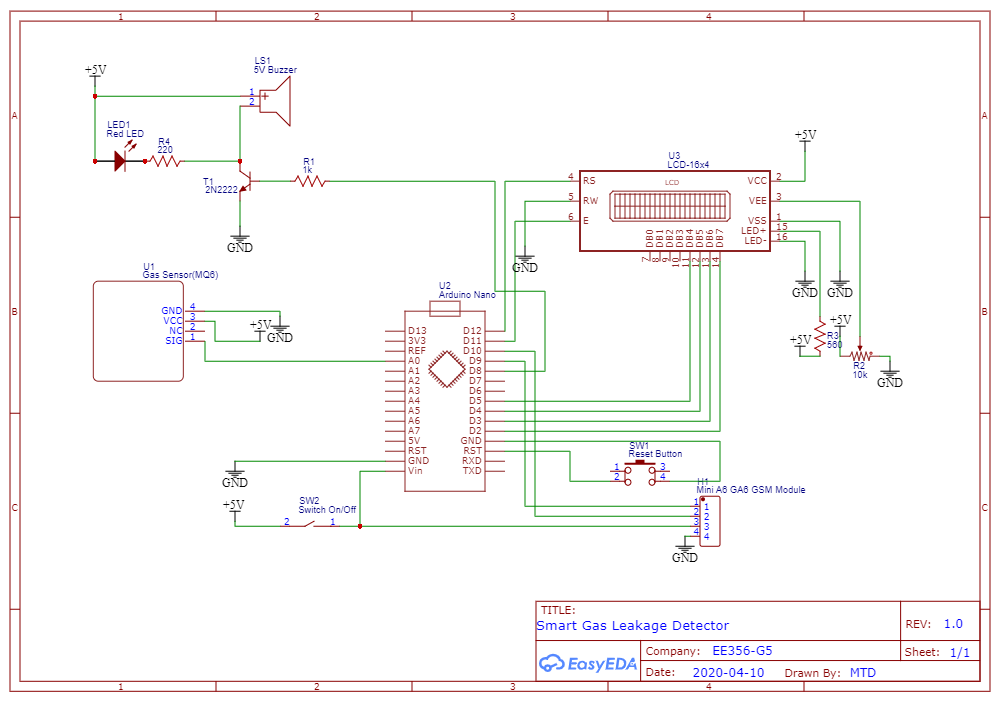 1 2 3 4
A A
B B
C C
+5V
LS1
5V Buzzer
1
2
+
LED1
Red LED
R4
220
R1
1k
T1
2N2222
GND
+5V
U3
LCD-16x4
LCD
4 RS
5 RW
6 E
VCC 2
VEE 3
VSS 1
LED+ 15
LED- 16
DB0 DB1 DB2 DB3 DB4 DB5 DB6 DB7
7 8 9 10 11 12 13 14
GND
GND GND
U1
Gas Sensor(MQ6)
GND 4
VCC 3
NC 2
SIG 1
+5V
GND
U2
Arduino Nano
D13 D12
3V3 D11
REF D10
A0 D9
A1 D8
A2 D7
A3 D6
A4 D5
A5 D4
A6 D3
A7 D2
5V GND
RST RST
GND RXD
Vin TXD
+5V
+5V
R3
560
R2
10k
GND
GND
+5V
SW2
Switch On/Off
2 1
SW1
Reset Button
1 3
2 4
H1
Mini A6 GA6 GSM Module
1 1
2 2
3 3
4 4
GND
TITLE:
Smart Gas Leakage Detector
REV: 1.0
EasyEDA
Company: EE356-G5
Sheet: 1/1
Date: 2020-04-10 Drawn By: MTD
1 2 3 4